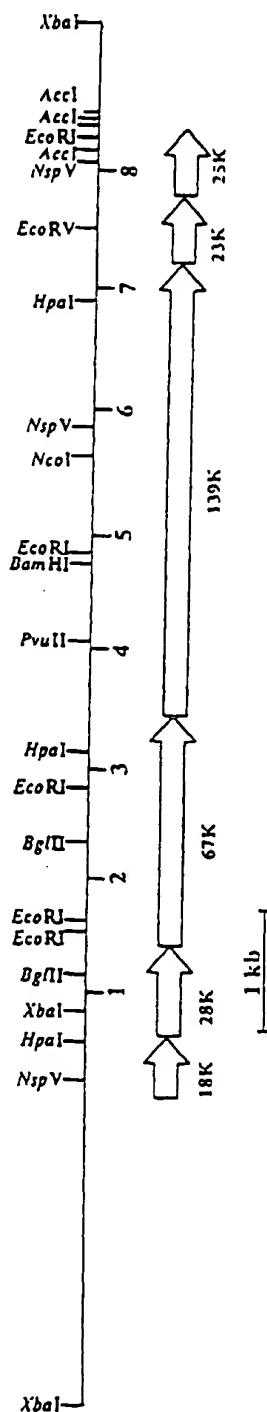 XbaI
NspV
HpaI
XbaI
BglII
EcoRI
EcoRI
BglII
EcoRI
HpaI
PvuII
BamHI
EcoRI
NcoI
NspV
HpaI
EcoRV
NspV
AccI
EcoRI
AccI
AccI
XbaI
1
2
3
4
5
6
7
8
18K
28K
67K
139K
23K
25K
1 kb